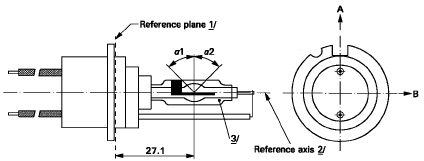 Reference plane 1/
A
α1
α2
B
3/
Reference axis 2/
27.1